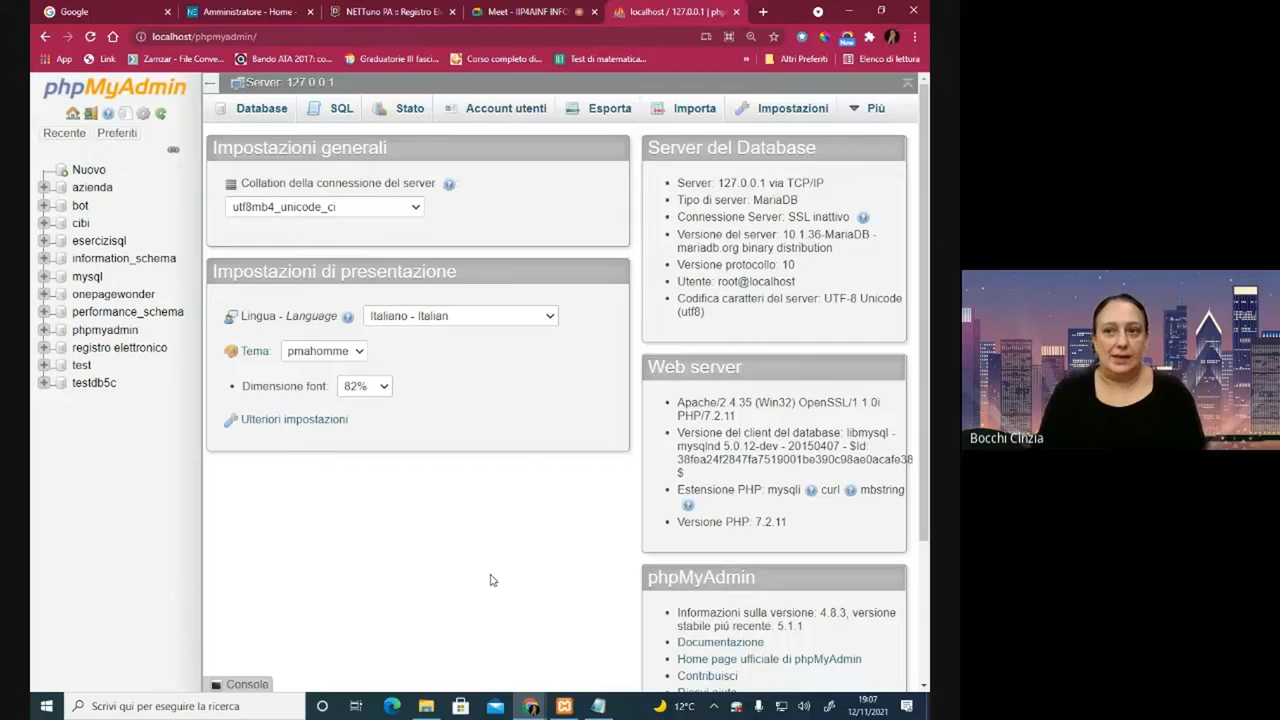 Google
Amministratore - Home -
NETTuno PA :: Registro El
Meet - IIP4AINF INFO
localhost / 127.0.0.1 | php
localhost/phpmyadmin/
App
Link
Zamzar - File Conve...
Bando ATA 2017: co...
Graduatorie III fasci...
Corso completo di...
Test di matematica...
»
Altri Preferiti
Elenco di lettura
New
phpMyAdmin
Recente
Preferiti
Nuovo
azienda
bot
cibi
esercizisql
information_schema
mysql
onepagewonder
performance_schema
phpmyadmin
registro elettronico
test
testdb5c
Server: 127.0.0.1
Database
SQL
Stato
Account utenti
Esporta
Importa
Impostazioni
Più
Impostazioni generali
Collation della connessione del server
utf8mb4_unicode_ci
Impostazioni di presentazione
Lingua - Language
Italiano - Italian
Tema:
pmahomme
Dimensione font:
82%
Ulteriori impostazioni
Server del Database
Server: 127.0.0.1 via TCP/IP
Tipo di server: MariaDB
Connessione Server: SSL inattivo
Versione del server: 10.1.36-MariaDB -
mariadb.org binary distribution
Versione protocollo: 10
Utente: root@localhost
Codifica caratteri del server: UTF-8 Unicode
(utf8)
Web server
Apache/2.4.35 (Win32) OpenSSL/1.1.0i
PHP/7.2.11
Versione del client del database: libmysql -
mysqlnd 5.0.12-dev - 20150407 - $Id:
38fea24f2847fa7519001be390c98ae0acafe38
$
Estensione PHP: mysqli curl mbstring
Versione PHP: 7.2.11
phpMyAdmin
Informazioni sulla versione: 4.8.3, versione
stabile più recente: 5.1.1
Documentazione
Home page ufficiale di phpMyAdmin
Contribuisci
Console
Scrivi qui per eseguire la ricerca
12°C
19:07
12/11/2021
Bocchi Cinzia